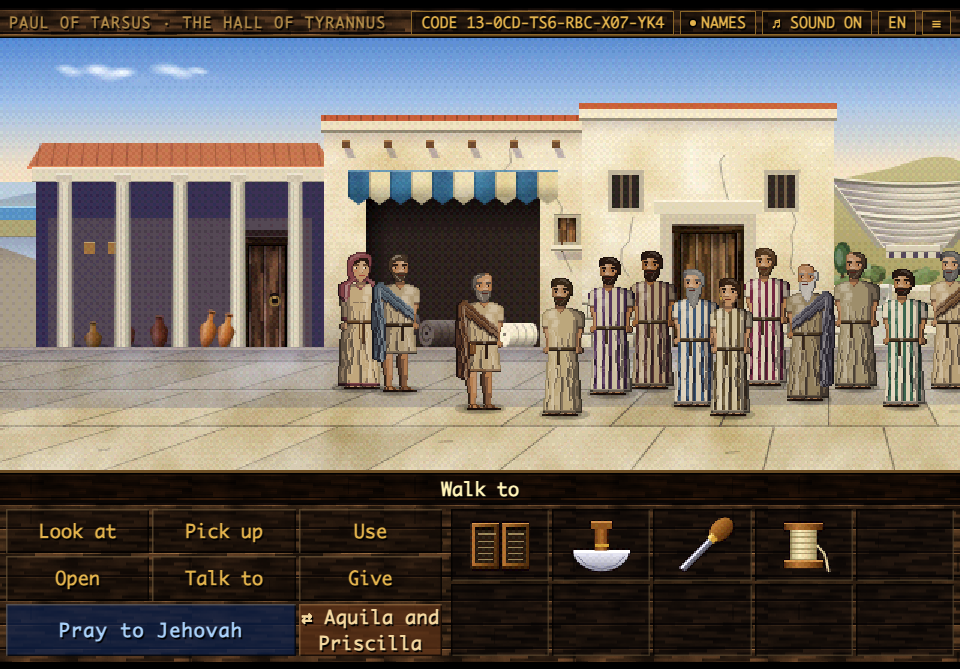 PAUL OF TARSUS · THE HALL OF TYRANNUS
CODE 13-0CD-TS6-RBC-X07-YK4
• NAMES
♬ SOUND ON
EN
≡
Walk to
Look at
Pick up
Use
Open
Talk to
Give
Pray to Jehovah
⇄ Aquila and
Priscilla